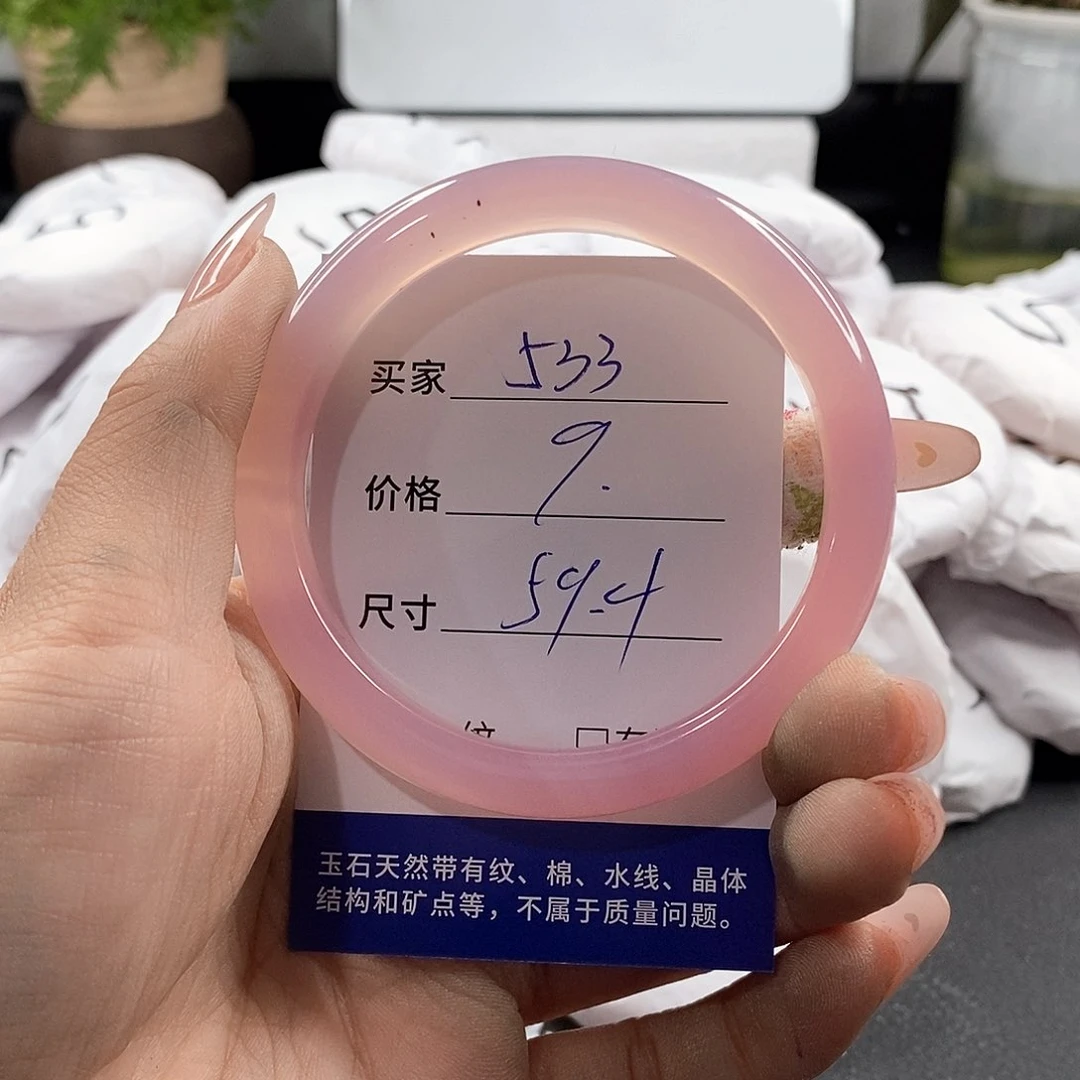 买家 533
价格 9.
尺寸 59.4
玉石天然带有纹、棉、水线、晶体
结构和矿点等，不属于质量问题。